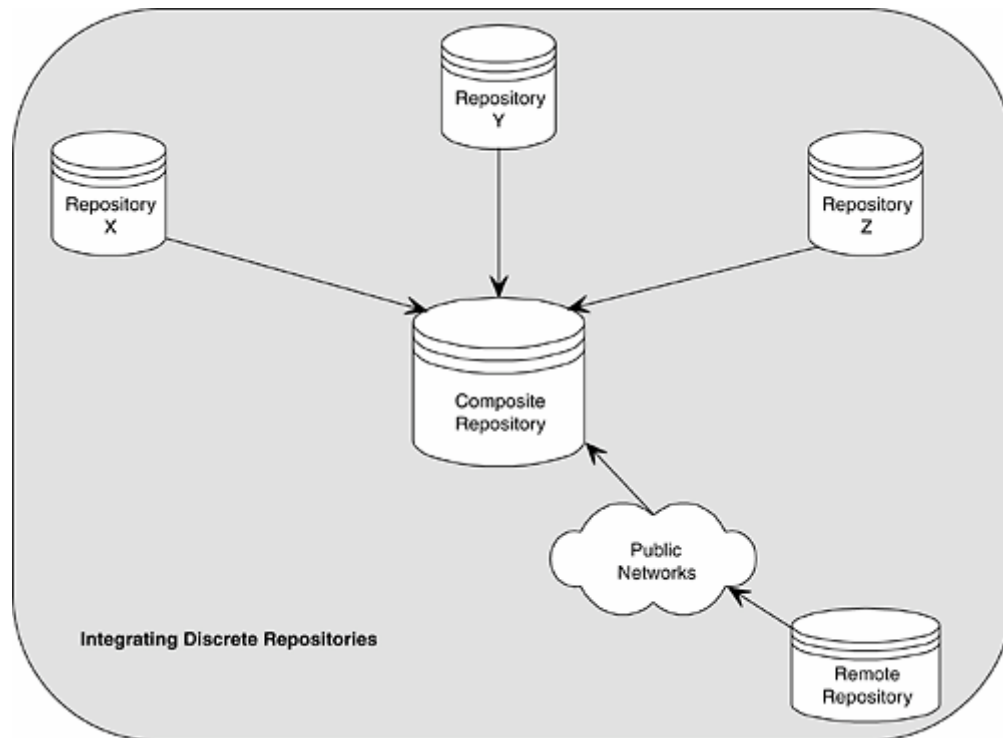 Repository
Y
Repository
X
Repository
Z
Composite
Repository
Public
Networks
Integrating Discrete Repositories
Remote
Repository